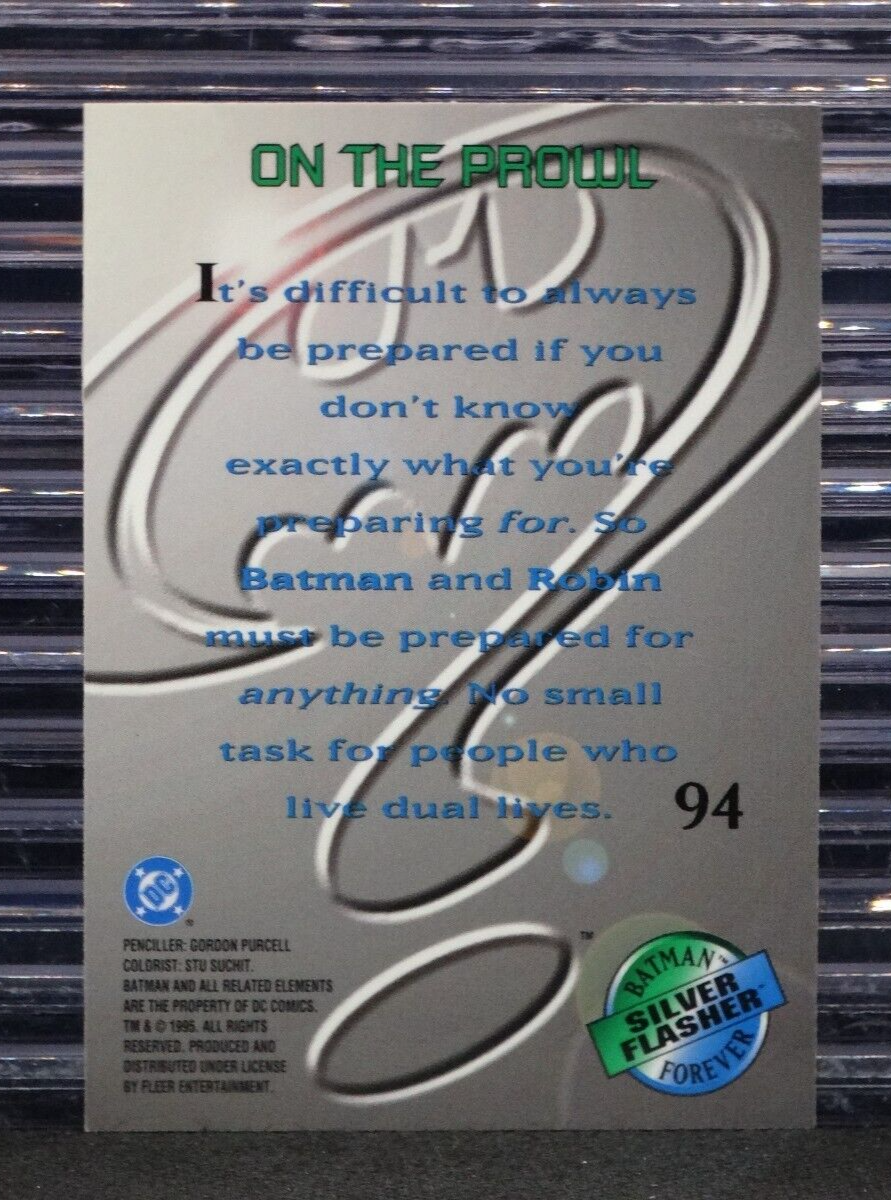 ON THE PROWL
It's difficult to always
be prepared if you
don't know
exactly what you're
preparing for. So
Batman and Robin
must be prepared for
anything. No small
task for people who
live dual lives.
94
DC
®
PENCILLER: GORDON PURCELL
COLORIST: STU SUCHIT.
BATMAN AND ALL RELATED ELEMENTS
ARE THE PROPERTY OF DC COMICS.
TM & © 1995. ALL RIGHTS
RESERVED. PRODUCED AND
DISTRIBUTED UNDER LICENSE
BY FLEER ENTERTAINMENT.
™
BATMAN™
SILVER
FLASHER™
FOREVER